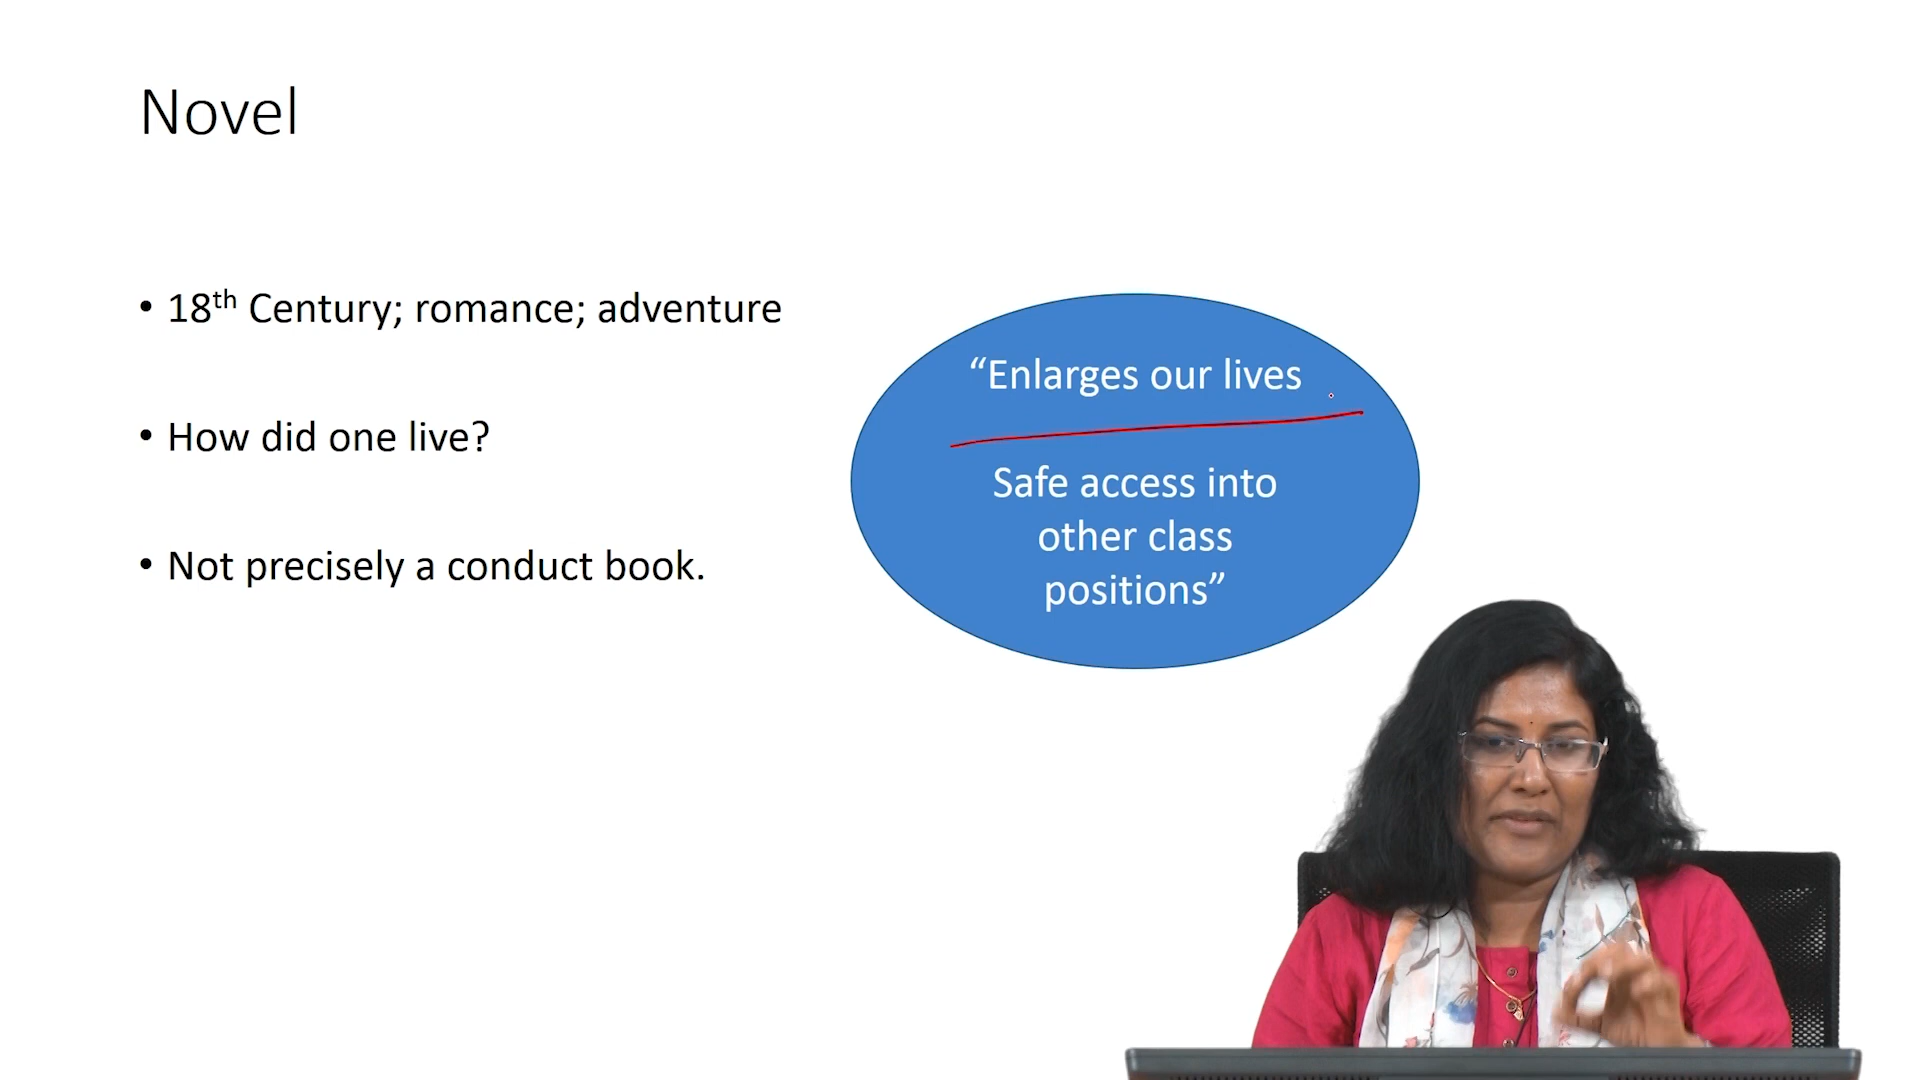 Novel
• 18th Century; romance; adventure
• How did one live?
• Not precisely a conduct book.
“Enlarges our lives
Safe access into
other class
positions”